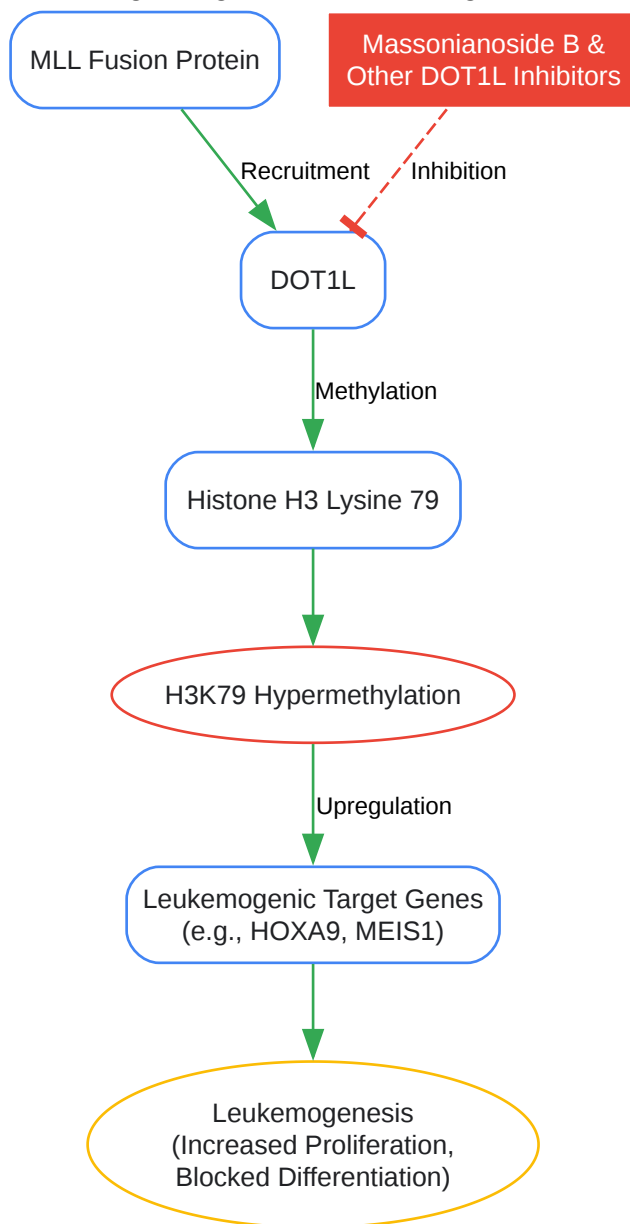 MLL Fusion Protein
Massonianoside B &
Other DOT1L Inhibitors
Recruitment
Inhibition
DOT1L
Methylation
Histone H3 Lysine 79
H3K79 Hypermethylation
Upregulation
Leukemogenic Target Genes
(e.g., HOXA9, MEIS1)
Leukemogenesis
(Increased Proliferation,
Blocked Differentiation)